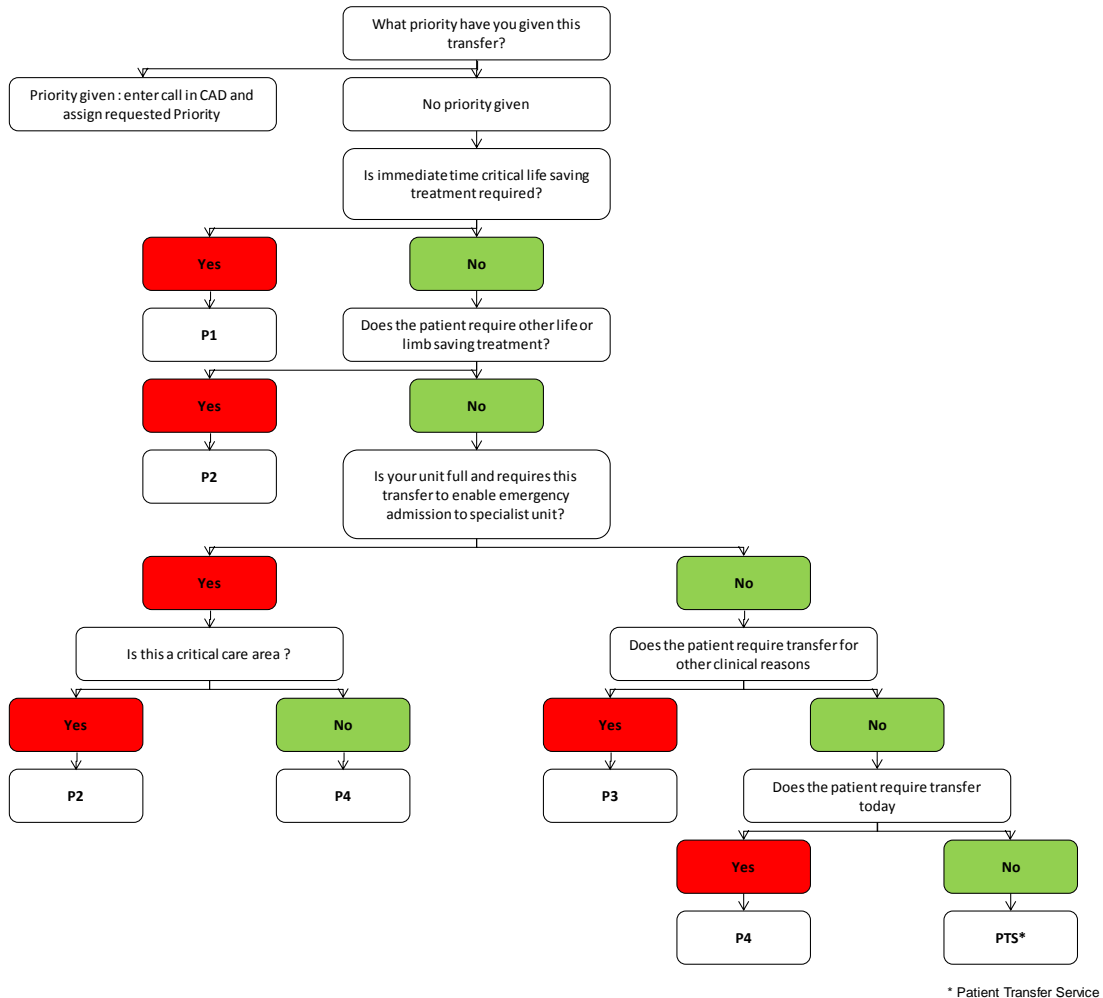 What priority have you given this
transfer?
Priority given : enter call in CAD and
assign requested Priority
No priority given
Is immediate time critical life saving
treatment required?
Yes
No
P1
Does the patient require other life or
limb saving treatment?
Yes
No
P2
Is your unit full and requires this
transfer to enable emergency
admission to specialist unit?
Yes
No
Is this a critical care area ?
Does the patient require transfer for
other clinical reasons
Yes
No
Yes
No
P2
P4
P3
Does the patient require transfer
today
Yes
No
P4
PTS*
* Patient Transfer Service